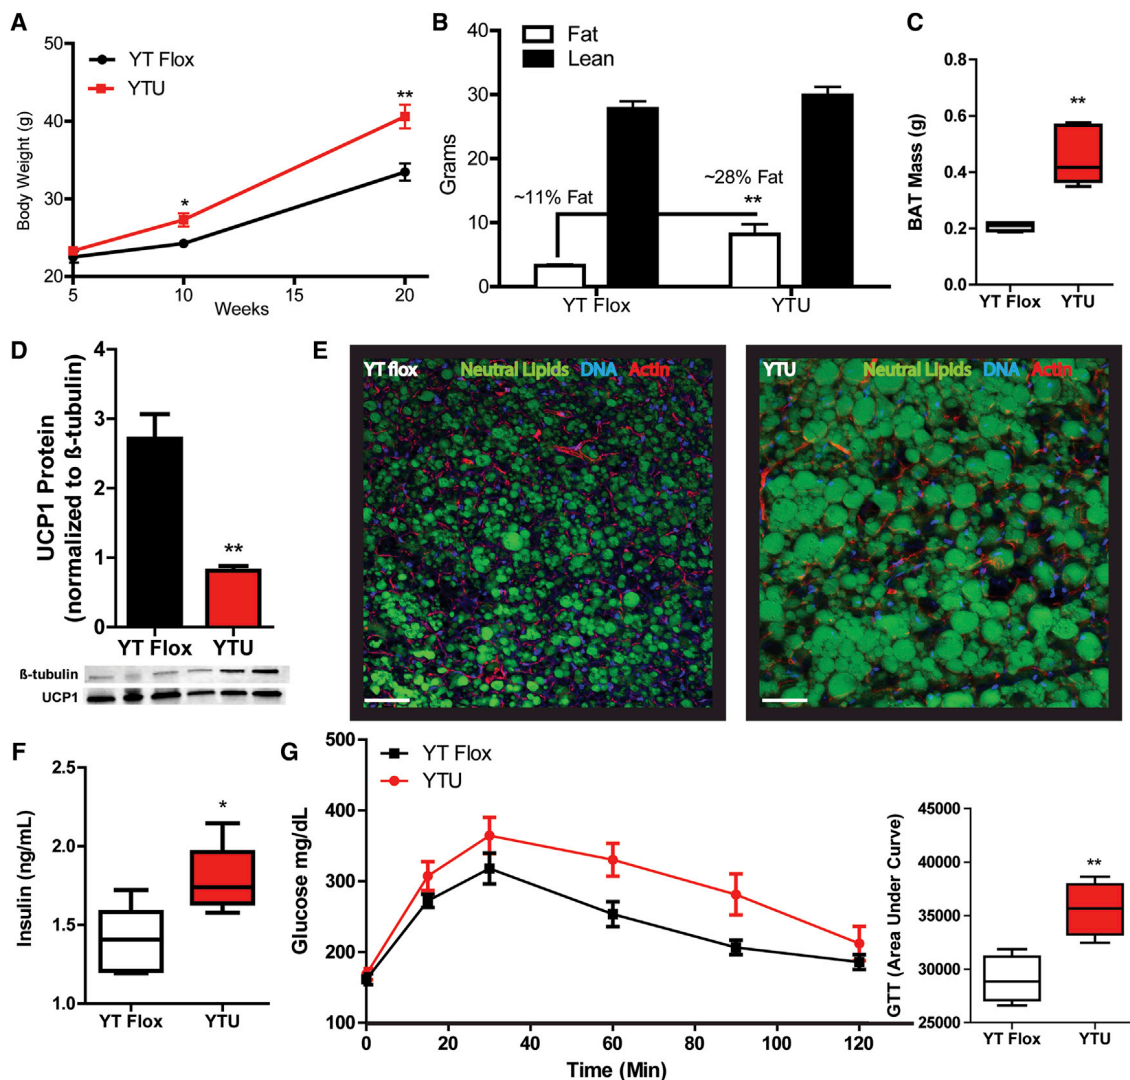 A
50
40
30
20
Body Weight (g)
YT Flox
YTU
*
**
5
10
15
20
Weeks
B
Fat
Lean
40
30
20
10
0
Grams
~11% Fat
~28% Fat
**
YT Flox
YTU
C
0.8
0.6
0.4
0.2
0.0
BAT Mass (g)
**
YT Flox
YTU
D
4
3
2
1
0
UCP1 Protein
(normalized to ß-tubulin)
**
YT Flox
YTU
ß-tubulin
UCP1
E
YT flox Neutral Lipids DNA Actin
YTU Neutral Lipids DNA Actin
F
2.5
2.0
1.5
1.0
Insulin (ng/mL)
*
YT Flox
YTU
G
500
400
300
200
100
Glucose mg/dL
YT Flox
YTU
0
20
40
60
80
100
120
Time (Min)
45000
40000
35000
30000
25000
GTT (Area Under Curve)
**
YT Flox
YTU